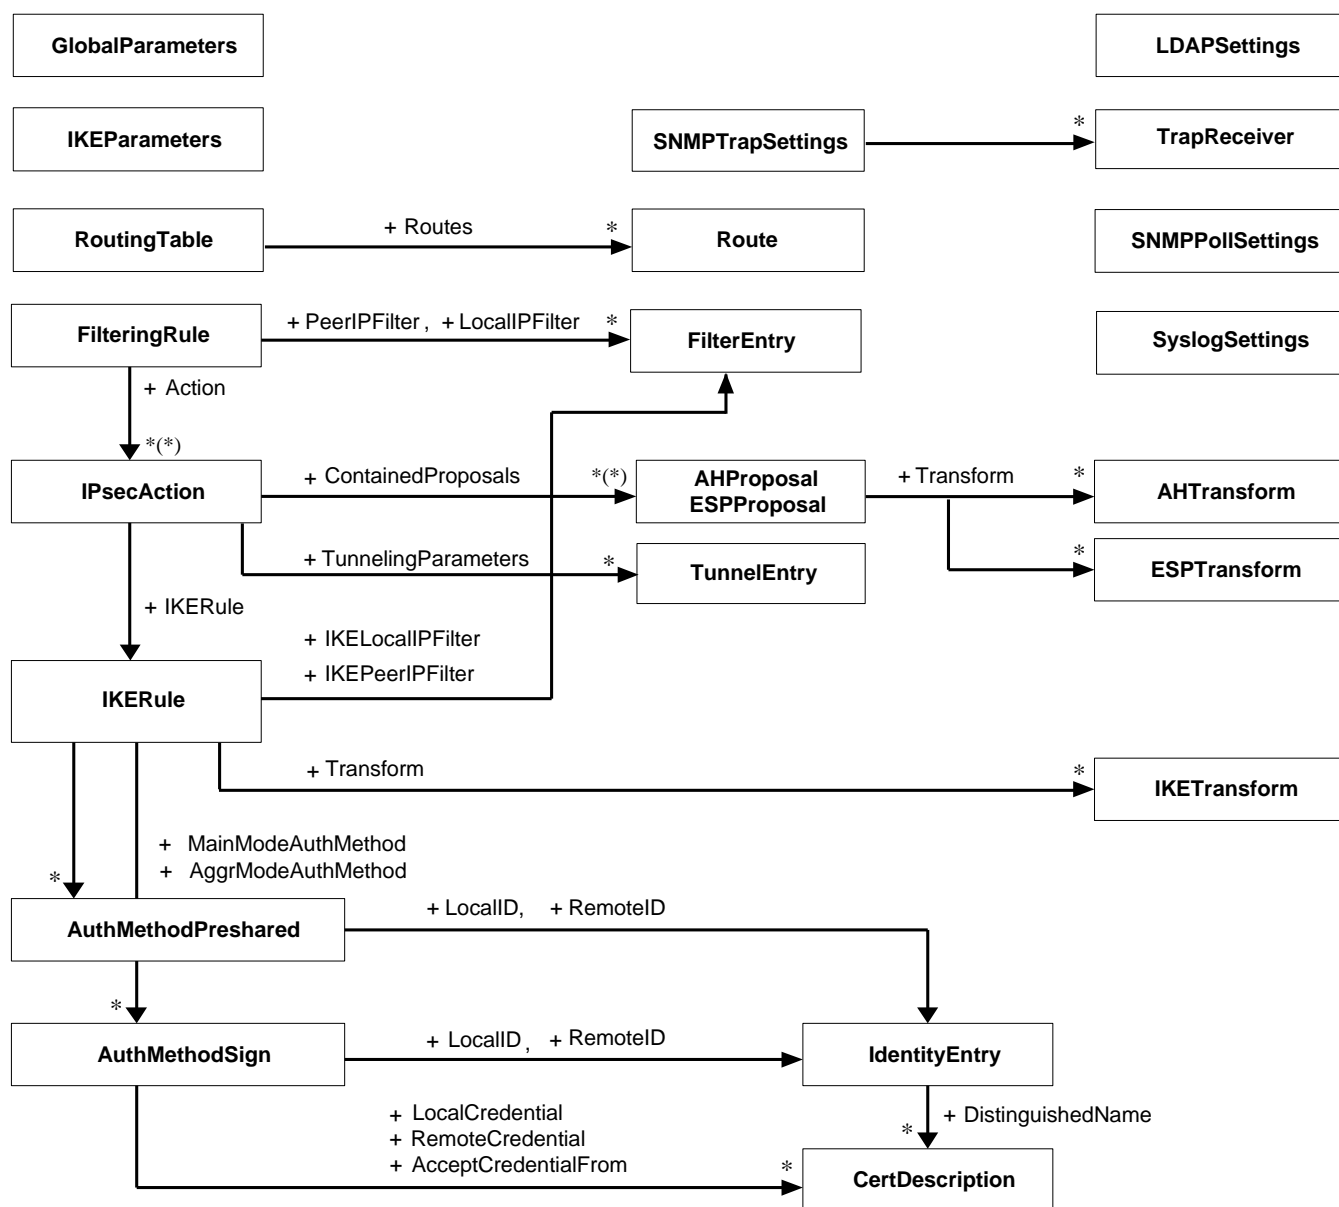 GlobalParameters
LDAPSettings
IKEParameters
SNMPTrapSettings
*
TrapReceiver
RoutingTable
+ Routes
*
Route
SNMPPollSettings
FilteringRule
+ PeerIPFilter , + LocalIPFilter
*
FilterEntry
SyslogSettings
+ Action
*(*)
IPsecAction
+ ContainedProposals
*(*)
AHProposal
ESPProposal
+ Transform
*
AHTransform
+ TunnelingParameters
*
TunnelEntry
*
ESPTransform
+ IKERule
+ IKELocalIPFilter
+ IKEPeerIPFilter
IKERule
+ Transform
*
IKETransform
+ MainModeAuthMethod
+ AggrModeAuthMethod
*
AuthMethodPreshared
+ LocalID, + RemoteID
*
AuthMethodSign
+ LocalID , + RemoteID
IdentityEntry
+ LocalCredential
+ RemoteCredential
+ AcceptCredentialFrom
*
+ DistinguishedName
*
CertDescription